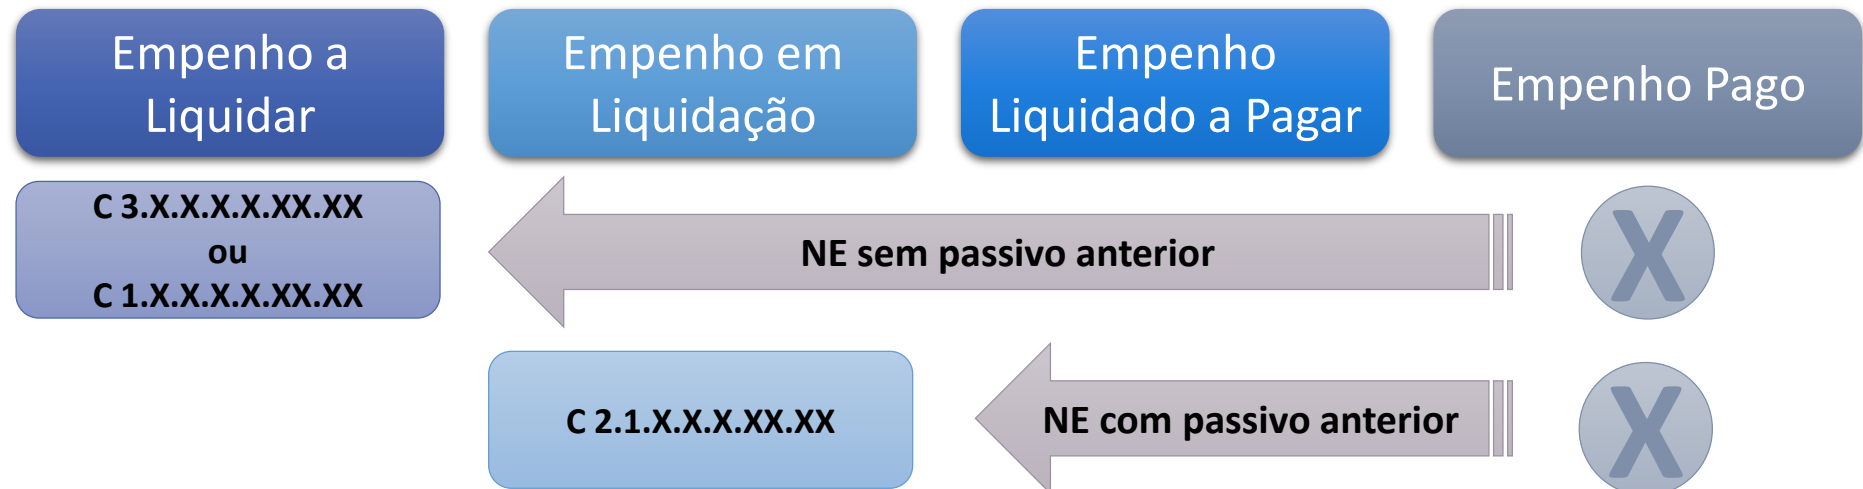 Empenho a
Liquidar
Empenho em
Liquidação
Empenho
Liquidado a Pagar
Empenho Pago
C 3.X.X.X.X.XX.XX
ou
C 1.X.X.X.X.XX.XX
NE sem passivo anterior
X
C 2.1.X.X.X.XX.XX
NE com passivo anterior
X